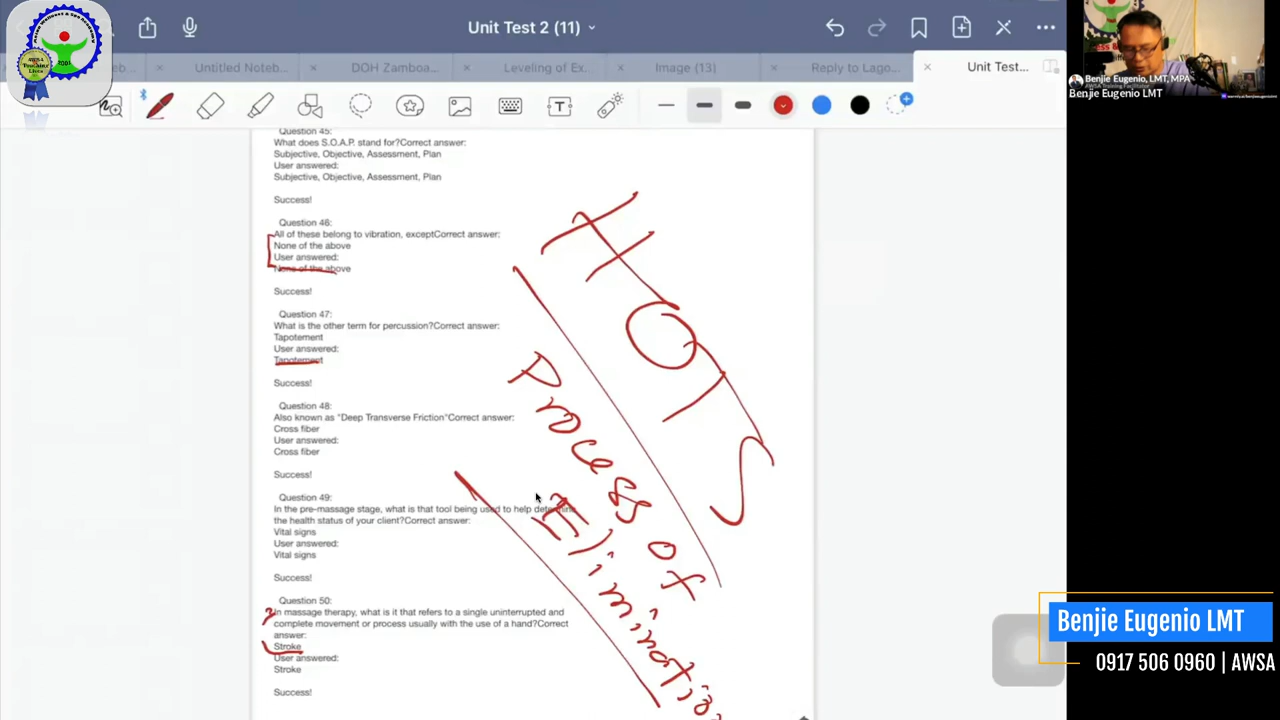 Unit Test 2 (11)
Untitled Noteb...
DOH Zamboa...
Leveling of Ex...
Image (13)
Reply to Lago...
Unit Test...
Benjie Eugenio, LMT, MPA
AWSA Training Facilitator
Benjie Eugenio LMT
Question 45:
What does S.O.A.P. stand for?Correct answer:
Subjective, Objective, Assessment, Plan
User answered:
Subjective, Objective, Assessment, Plan
Success!
Question 46:
All of these belong to vibration, exceptCorrect answer:
None of the above
User answered:
None of the above
Success!
Question 47:
What is the other term for percussion?Correct answer:
Tapotement
User answered:
Tapotement
Success!
Question 48:
Also known as "Deep Transverse Friction"Correct answer:
Cross fiber
User answered:
Cross fiber
Success!
Question 49:
In the pre-massage stage, what is that tool being used to help determine
the health status of your client?Correct answer:
Vital signs
User answered:
Vital signs
Success!
Question 50:
In massage therapy, what is it that refers to a single uninterrupted and
complete movement or process usually with the use of a hand?Correct
answer:
Stroke
User answered:
Stroke
Success!
HOTS
Process of
Elimination
Benjie Eugenio LMT
0917 506 0960 | AWSA